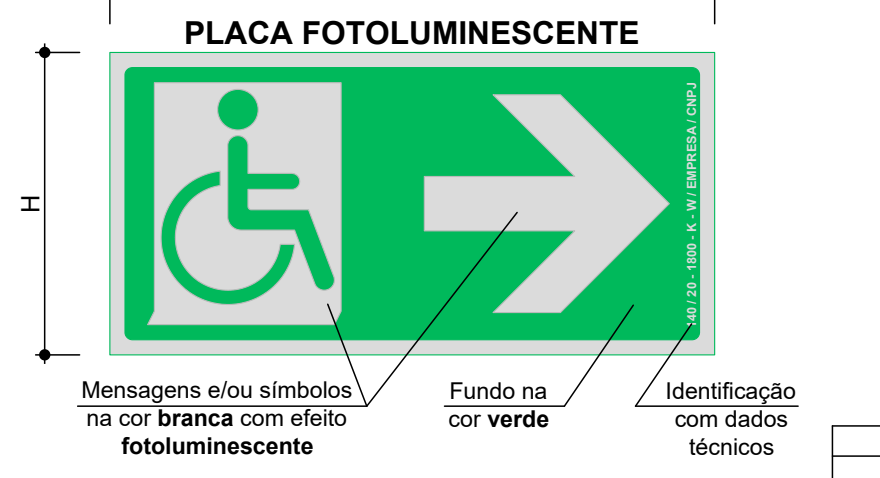 PLACA FOTOLUMINESCENTE
H
140 / 20 - 1800 - K - W / EMPRESA / CNPJ
Mensagens e/ou símbolos
na cor branca com efeito
fotoluminescente
Fundo na
cor verde
Identificação
com dados
técnicos